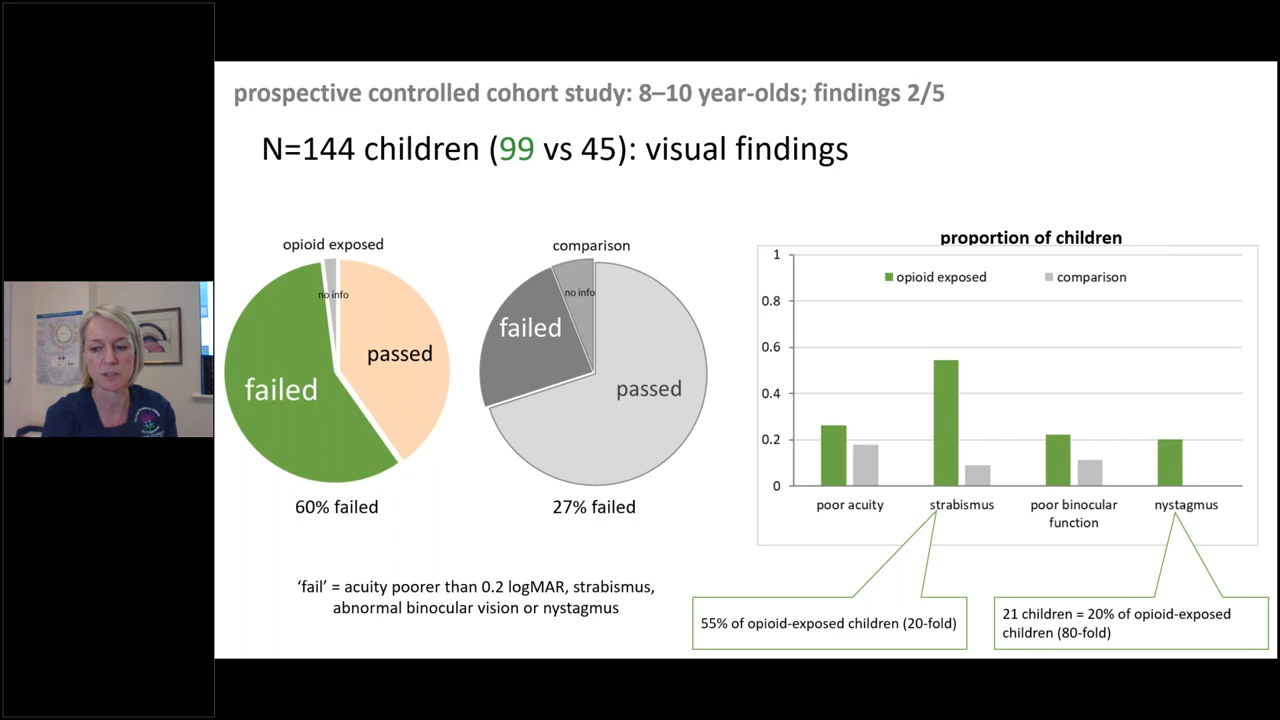 prospective controlled cohort study: 8–10 year-olds; findings 2/5
N=144 children (99 vs 45): visual findings
opioid exposed
no info
passed
failed
60% failed
comparison
no info
failed
passed
27% failed
‘fail’ = acuity poorer than 0.2 logMAR, strabismus,
abnormal binocular vision or nystagmus
proportion of children
1
0.8
0.6
0.4
0.2
0
opioid exposed
comparison
poor acuity
strabismus
poor binocular
function
nystagmus
55% of opioid-exposed children (20-fold)
21 children = 20% of opioid-exposed
children (80-fold)